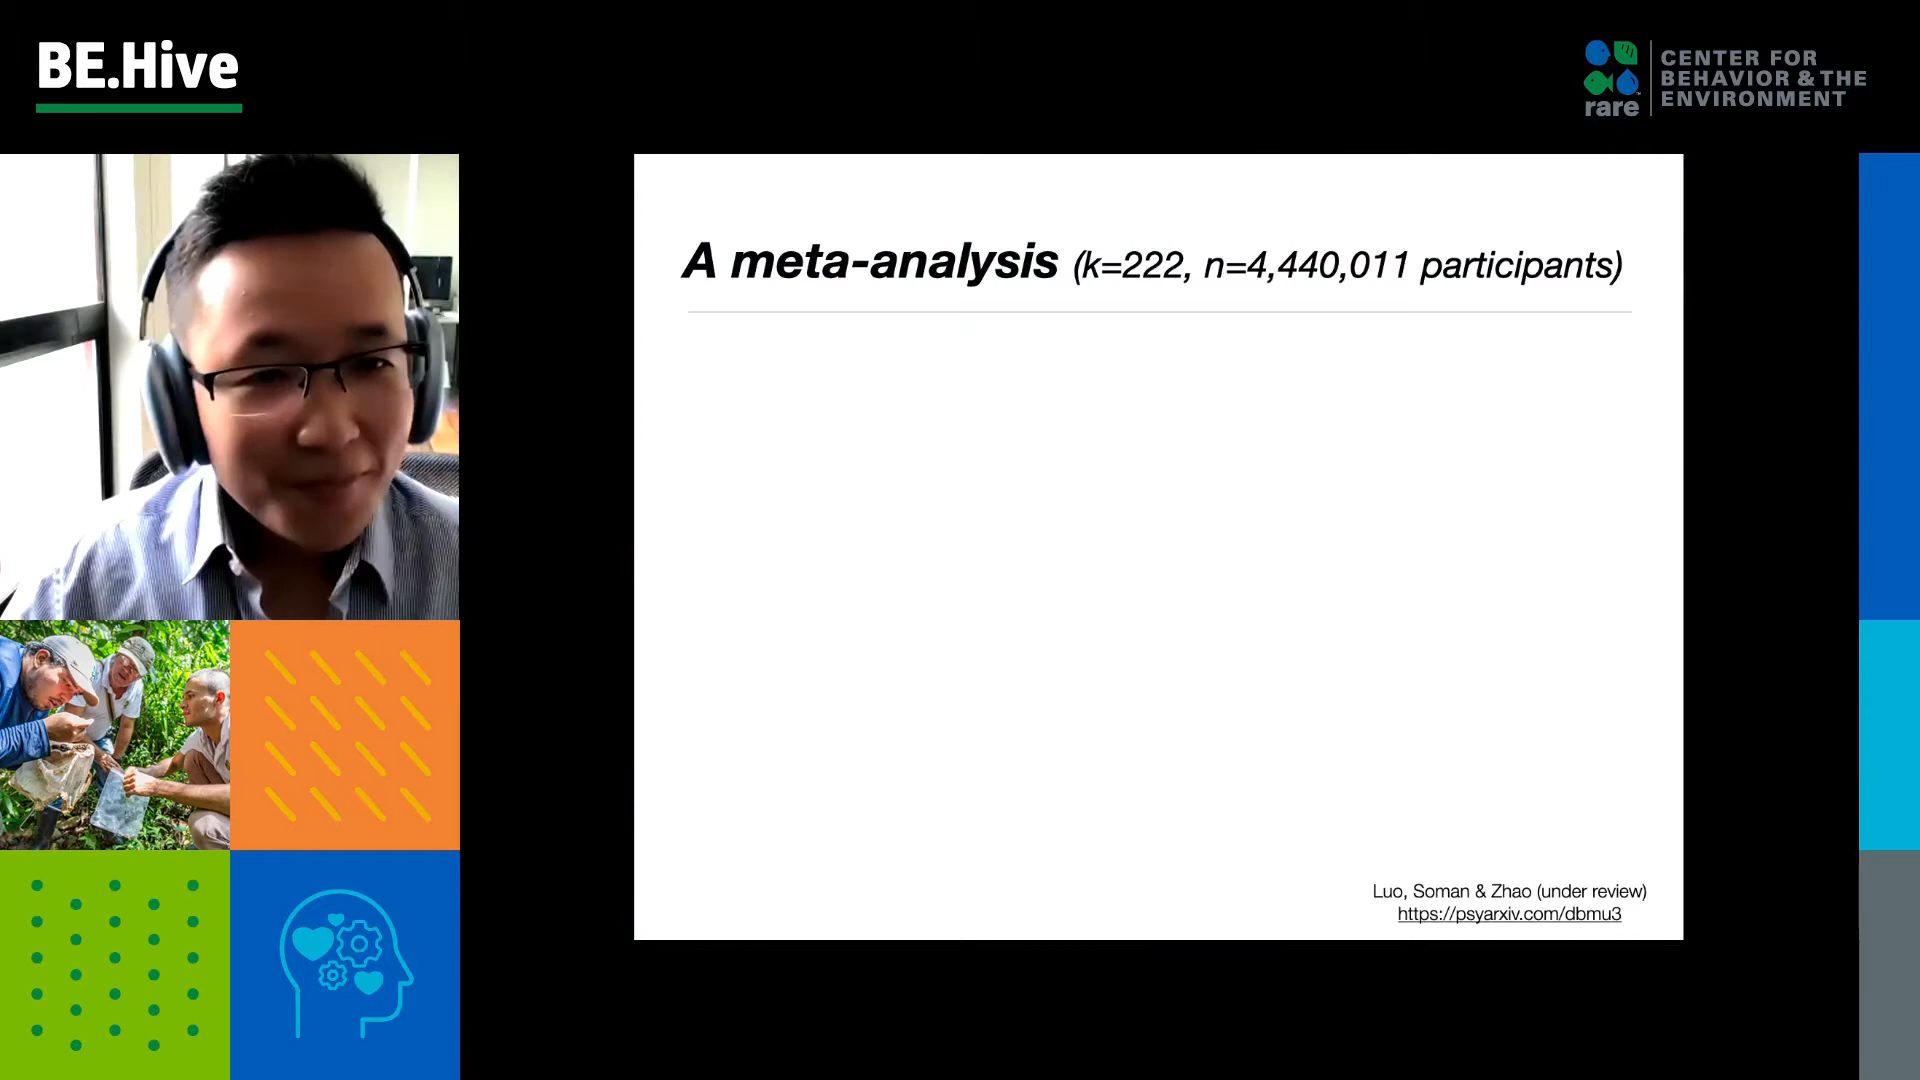 BE.Hive
rare
CENTER FOR
BEHAVIOR & THE
ENVIRONMENT
A meta-analysis (k=222, n=4,440,011 participants)
Luo, Soman & Zhao (under review)
https://psyarxiv.com/dbmu3